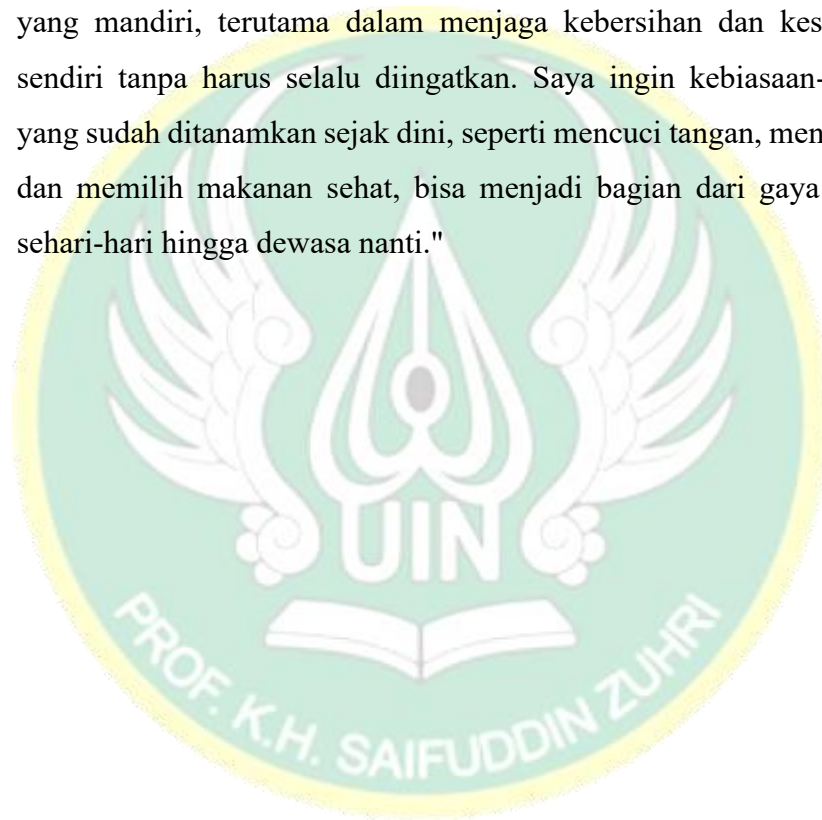 yang mandiri, terutama dalam menjaga kebersihan dan kes
sendiri tanpa harus selalu diingatkan. Saya ingin kebiasaan-
yang sudah ditanamkan sejak dini, seperti mencuci tangan, men
dan memilih makanan sehat, bisa menjadi bagian dari gaya
sehari-hari hingga dewasa nanti."
UIN
PROF. K.H. SAIFUDDIN ZUHRI